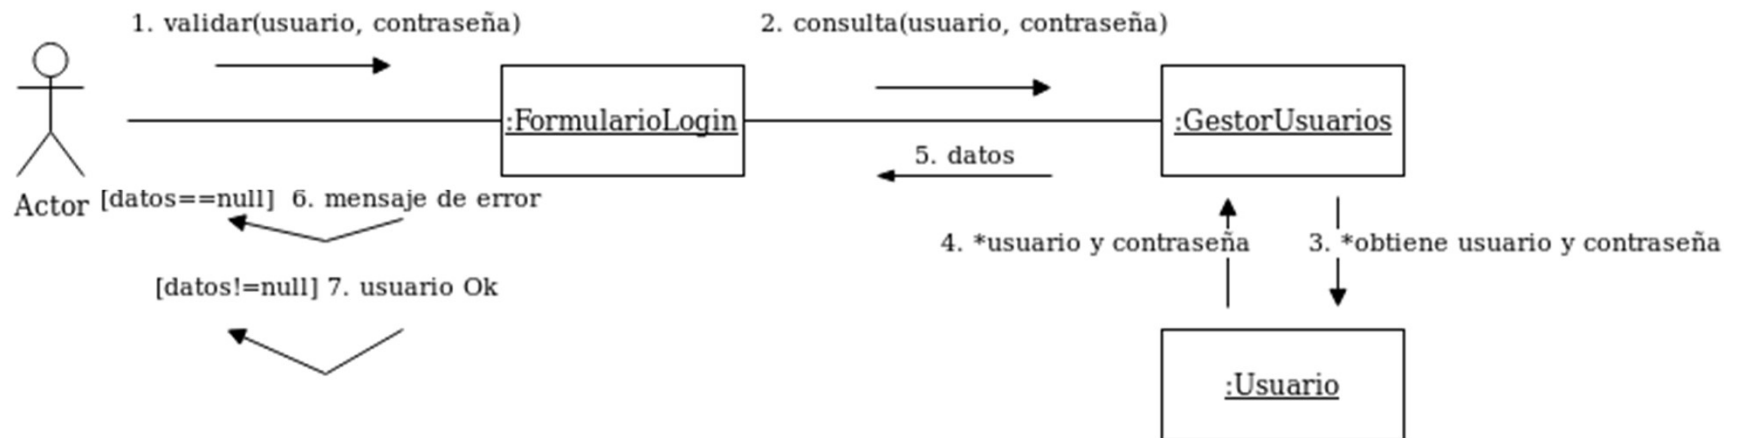 1. validar(usuario, contraseña)
2. consulta(usuario, contraseña)
:FormularioLogin
:GestorUsuarios
5. datos
Actor
[datos==null] 6. mensaje de error
4. *usuario y contraseña
3. *obtiene usuario y contraseña
[datos!=null] 7. usuario Ok
:Usuario